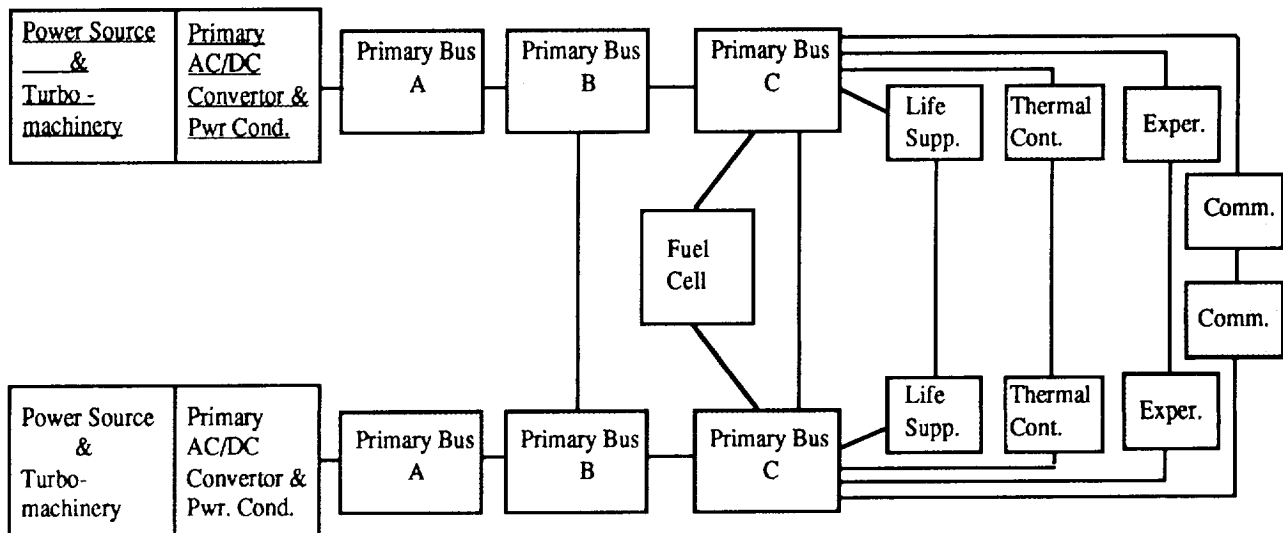 Power Source
&
Turbo -
machinery
Primary
AC/DC
Convertor &
Pwr Cond.
Primary Bus
A
Primary Bus
B
Primary Bus
C
Life
Supp.
Thermal
Cont.
Exper.
Comm.
Fuel
Cell
Comm.
Power Source
&
Turbo-
machinery
Primary
AC/DC
Convertor &
Pwr. Cond.
Primary Bus
A
Primary Bus
B
Primary Bus
C
Life
Supp.
Thermal
Cont.
Exper.